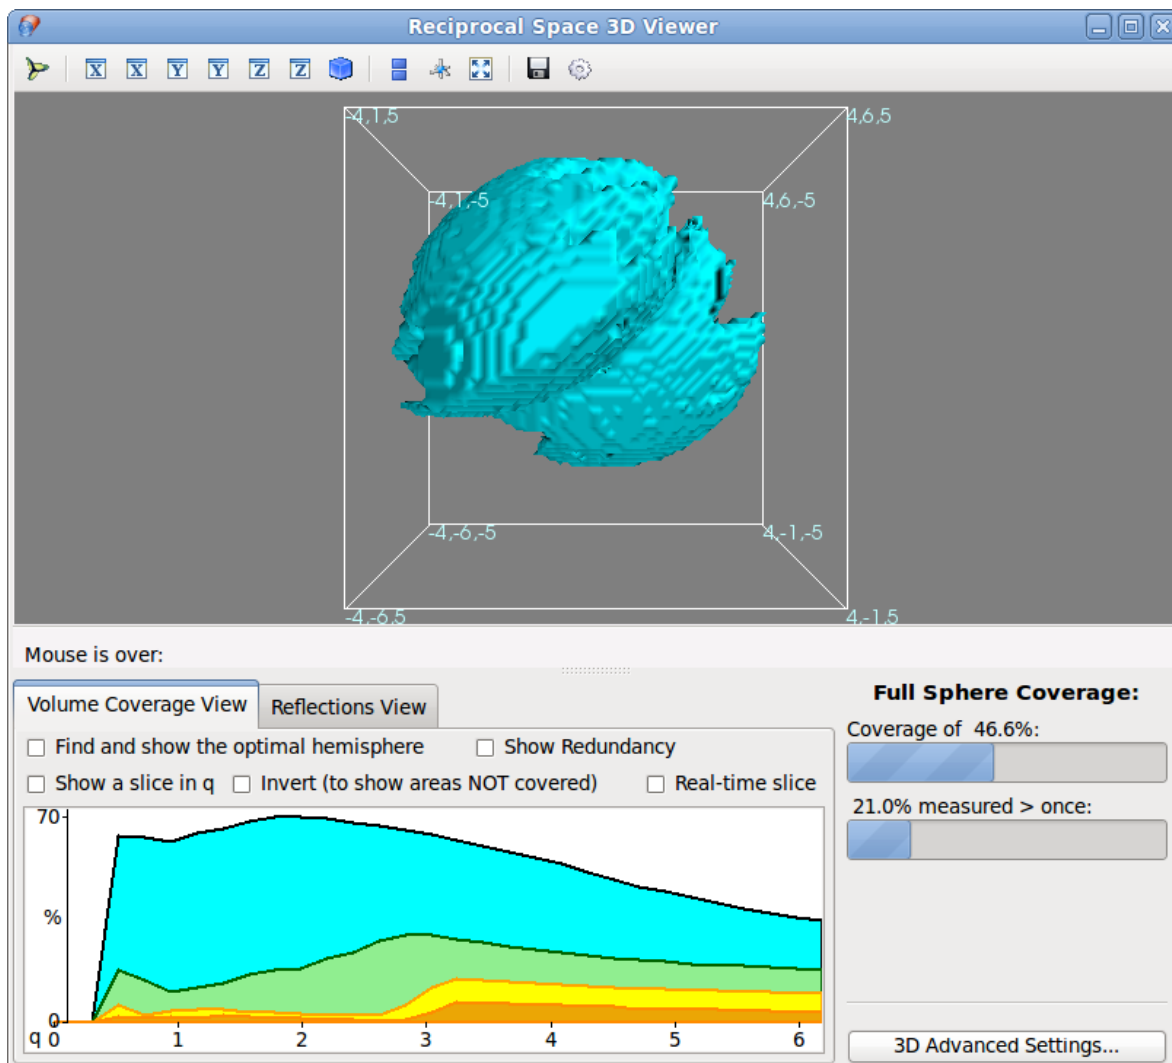 Reciprocal Space 3D Viewer
X X Y Y Z Z
-4,1,5 4,6,5
-4,1,-5 4,6,-5
-4,-6,-5 4,-1,-5
-4,-6,5 4,-1,5
Mouse is over:
Volume Coverage View Reflections View
Find and show the optimal hemisphere Show Redundancy
Show a slice in q Invert (to show areas NOT covered) Real-time slice
70
%
0
q 0 1 2 3 4 5 6
Full Sphere Coverage:
Coverage of 46.6%:
21.0% measured > once:
3D Advanced Settings...